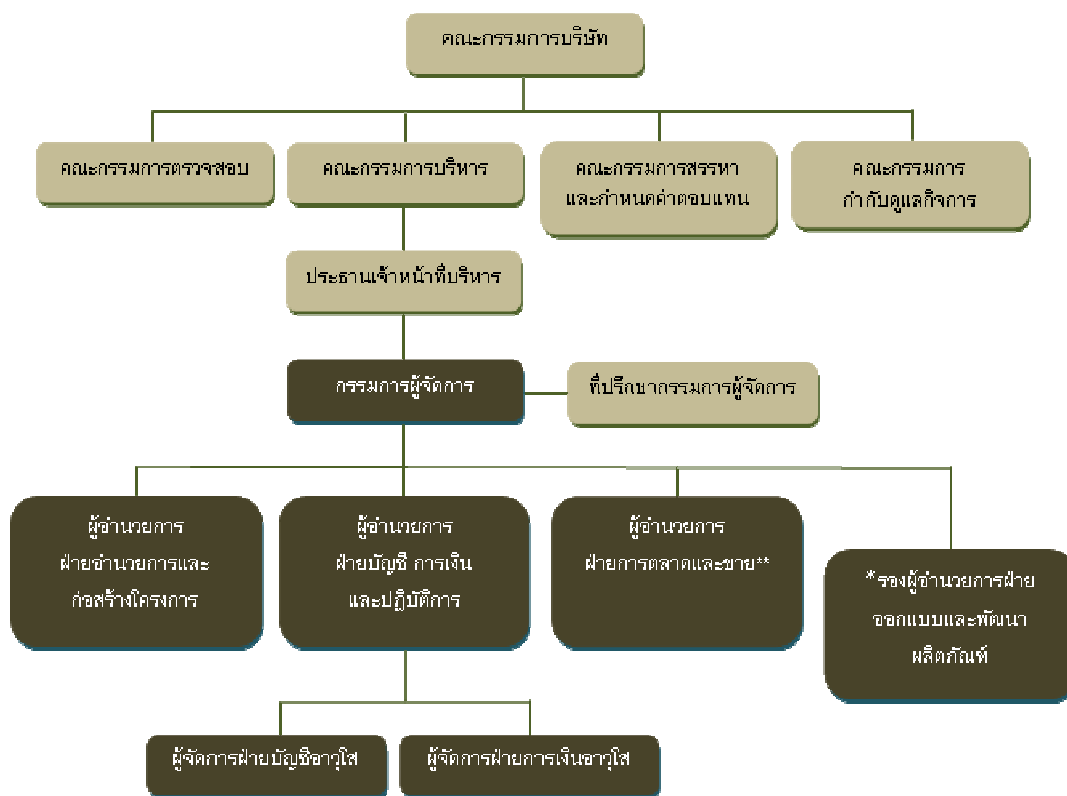 คณะกรรมการบริษัท
คณะกรรมการตรวจสอบ
คณะกรรมการบริหาร
คณะกรรมการสรรหา
และกำหนดค่าตอบแทน
คณะกรรมการ
กำกับดูแลกิจการ
ประธานเจ้าหน้าที่บริหาร
กรรมการผู้จัดการ
ที่ปรึกษากรรมการผู้จัดการ
ผู้อำนวยการ
ฝ่ายอำนวยการและ
ก่อสร้างโครงการ
ผู้อำนวยการ
ฝ่ายบัญชี การเงิน
และปฏิบัติการ
ผู้อำนวยการ
ฝ่ายการตลาดและขาย**
*รองผู้อำนวยการฝ่าย
ออกแบบและพัฒนา
ผลิตภัณฑ์
ผู้จัดการฝ่ายบัญชีอาวุโส
ผู้จัดการฝ่ายการเงินอาวุโส